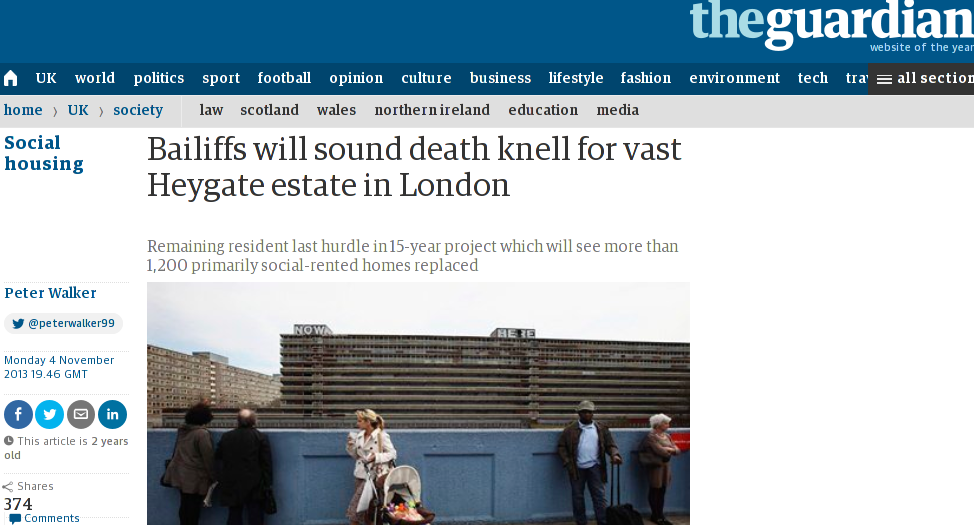 theguardian
website of the year
UK world politics sport football opinion culture business lifestyle fashion environment tech all section
home › UK › society law scotland wales northern ireland education media
Social
housing
Bailiffs will sound death knell for vast
Heygate estate in London
Remaining resident last hurdle in 15-year project which will see more than
1,200 primarily social-rented homes replaced
Peter Walker
@peterwalker99
Monday 4 November
2013 19.46 GMT
This article is 2 years
old
Shares
374
Comments
NOW HERE